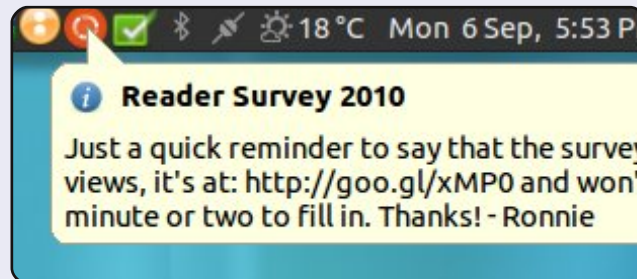 18 °C Mon 6 Sep, 5:53 P
Reader Survey 2010
Just a quick reminder to say that the survey
views, it's at: http://goo.gl/xMP0 and won'
minute or two to fill in. Thanks! - Ronnie